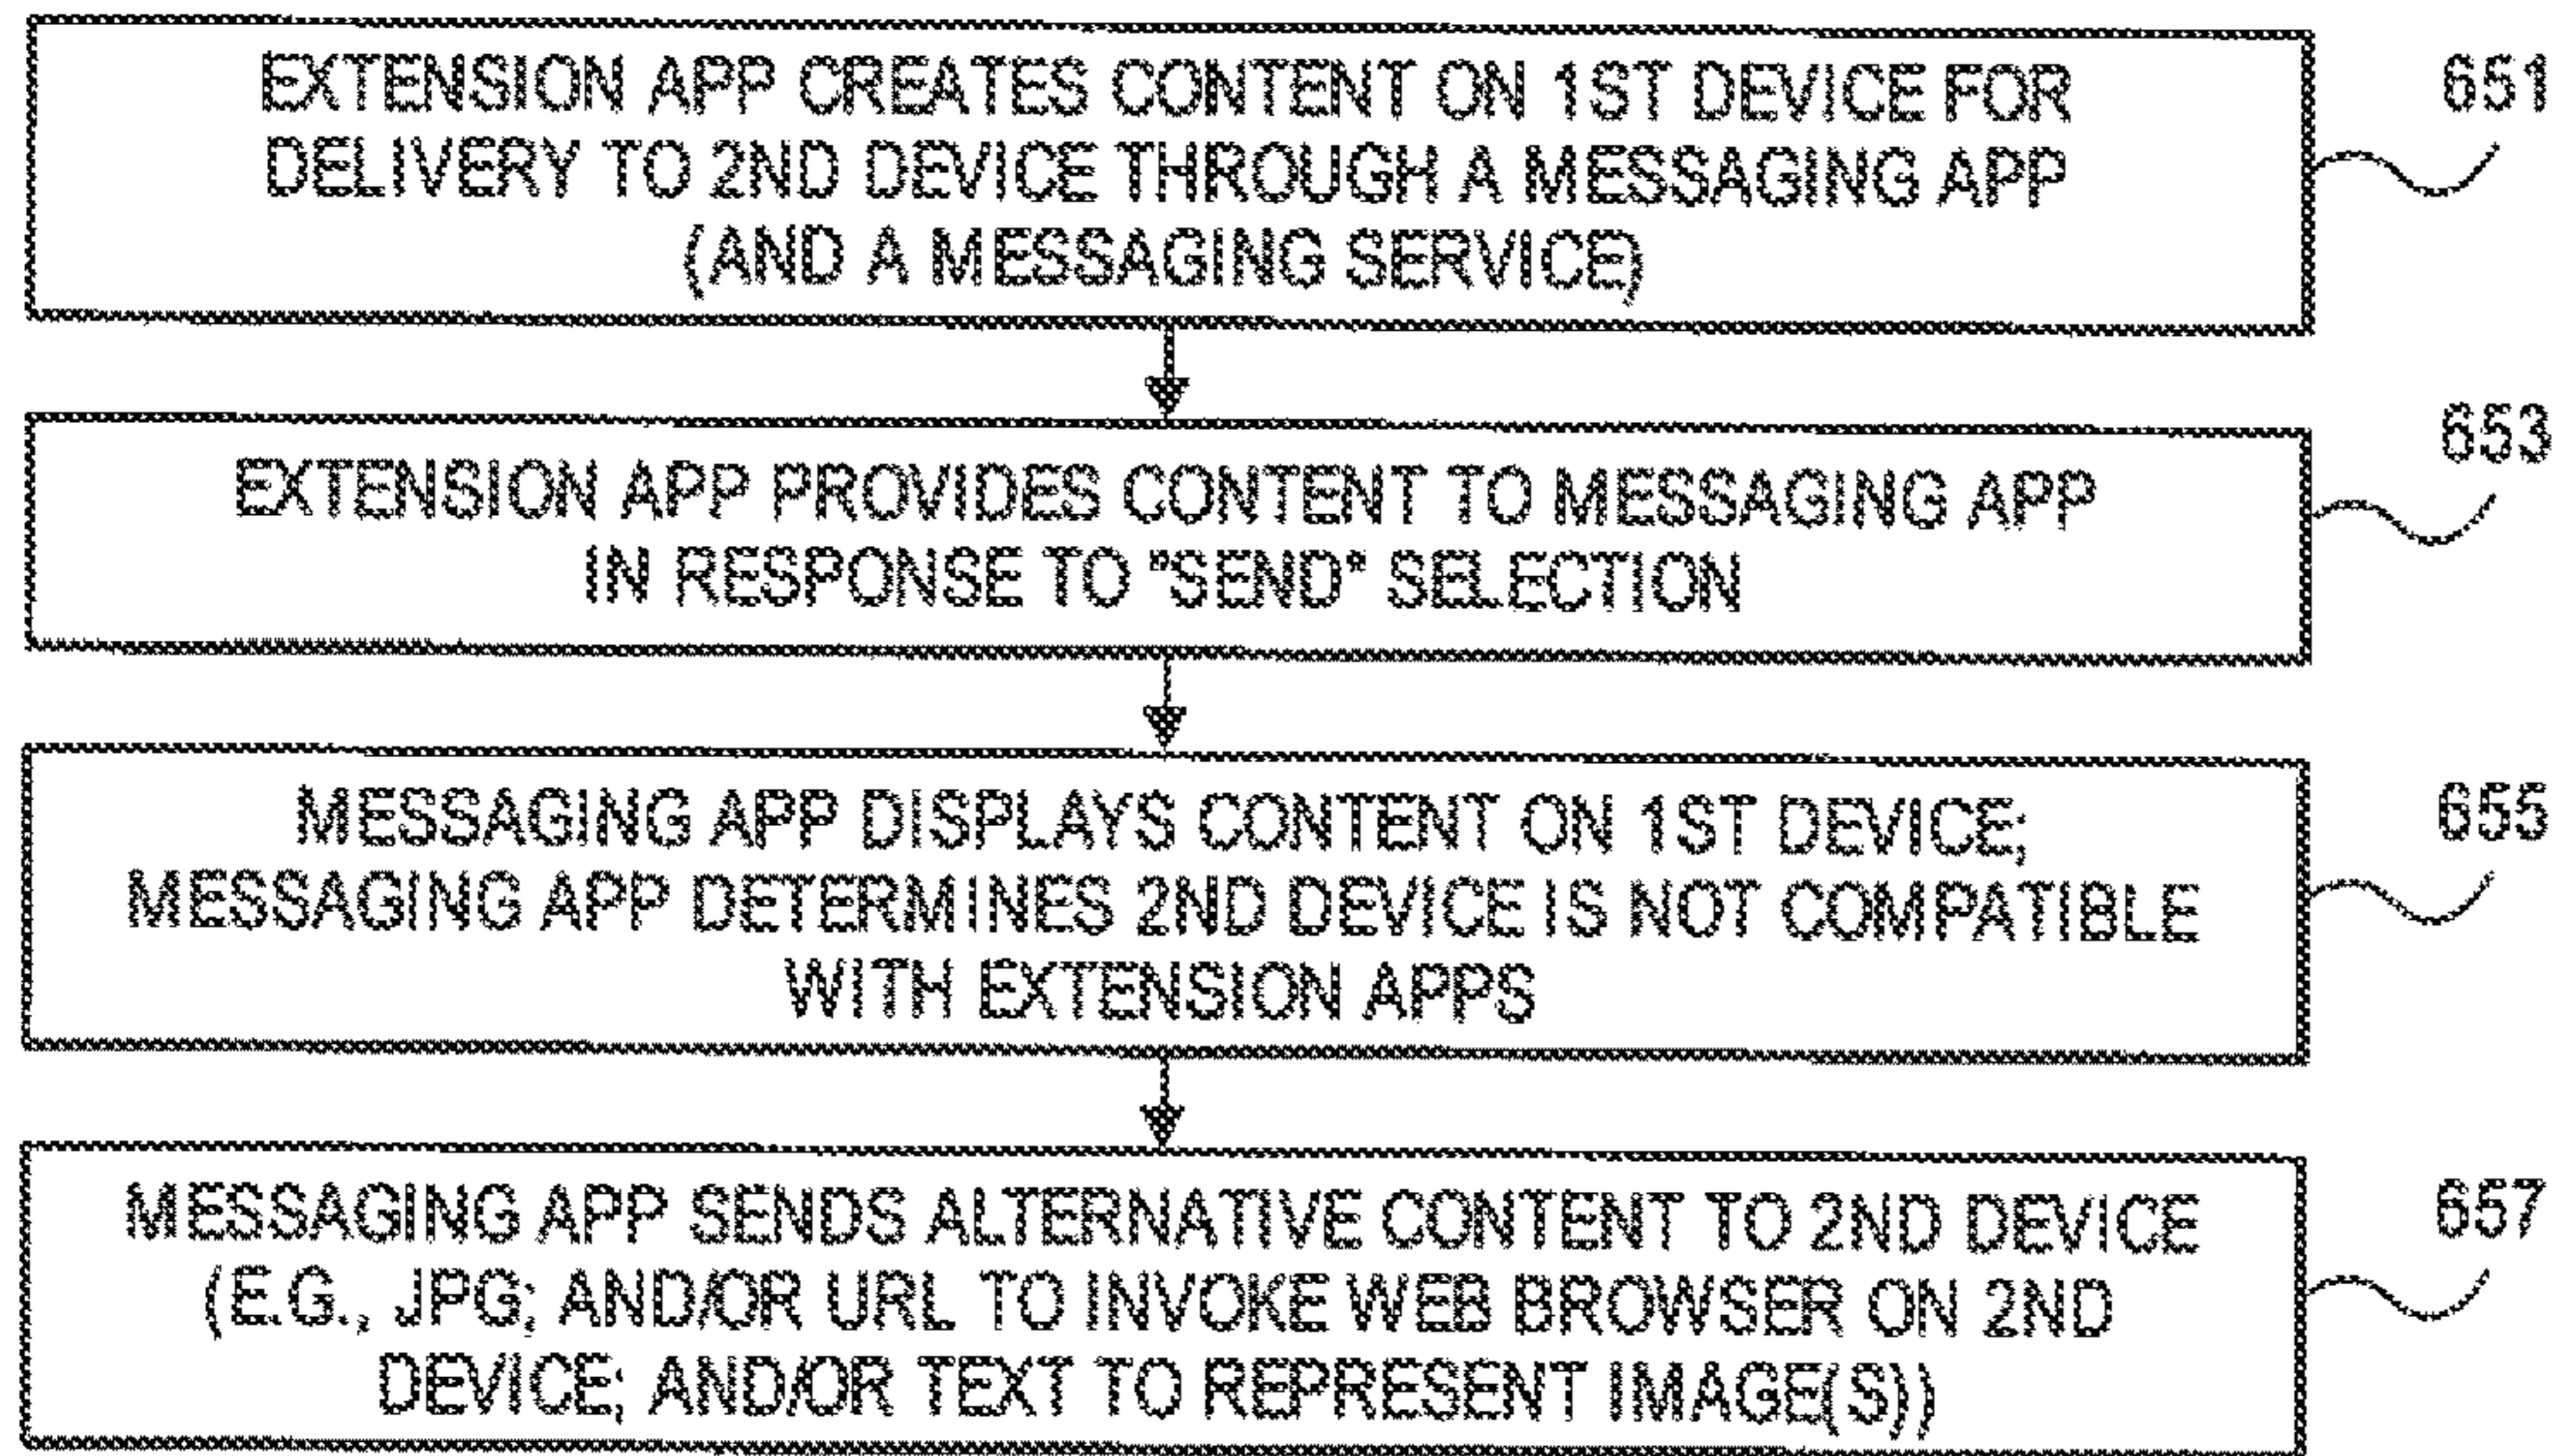 EXTENSION APP CREATES CONTENT ON 1ST DEVICE FOR
DELIVERY TO 2ND DEVICE THROUGH A MESSAGING APP
(AND A MESSAGING SERVICE)
651
EXTENSION APP PROVIDES CONTENT TO MESSAGING APP
IN RESPONSE TO "SEND" SELECTION
653
MESSAGING APP DISPLAYS CONTENT ON 1ST DEVICE;
MESSAGING APP DETERMINES 2ND DEVICE IS NOT COMPATIBLE
WITH EXTENSION APPS
655
MESSAGING APP SENDS ALTERNATIVE CONTENT TO 2ND DEVICE
(E.G., JPG; AND/OR URL TO INVOKE WEB BROWSER ON 2ND
DEVICE; AND/OR TEXT TO REPRESENT IMAGE(S))
657